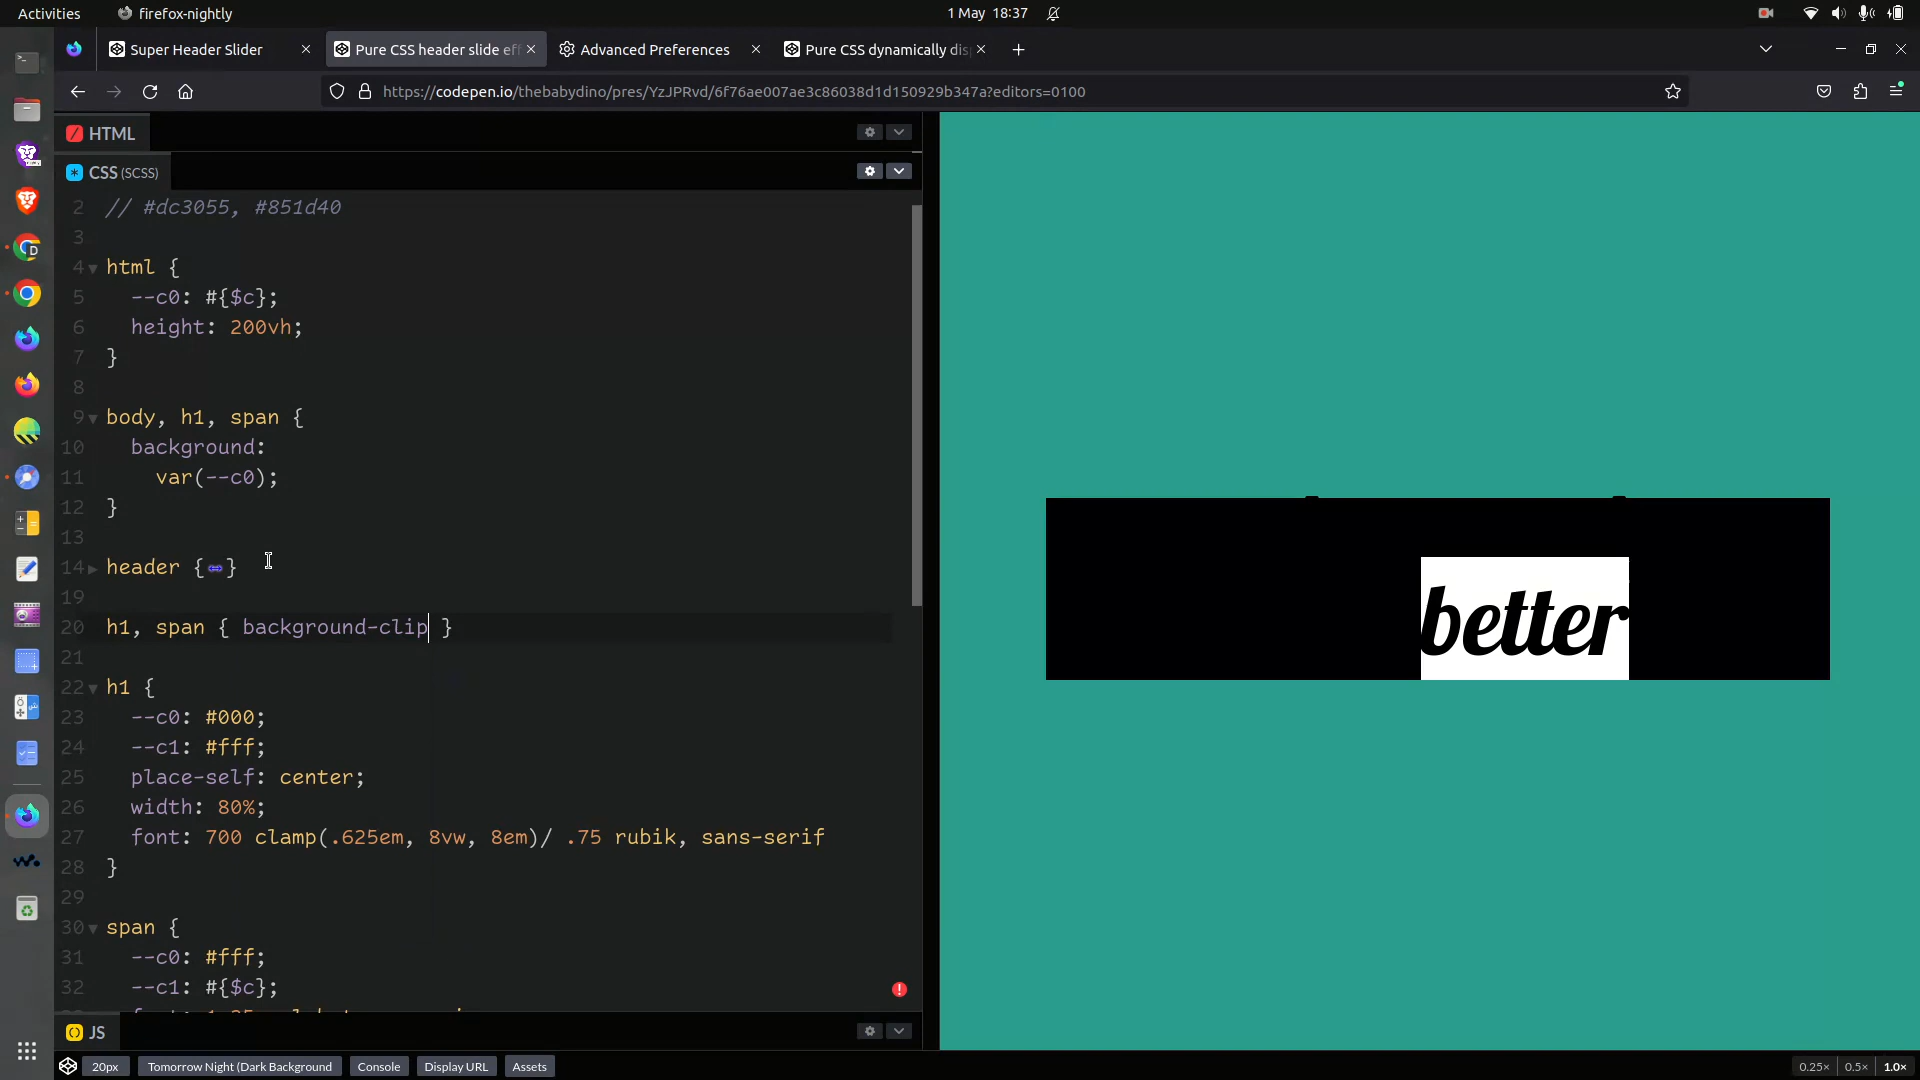 Activities
firefox-nightly
1 May 18:37
Super Header Slider
Pure CSS header slide eff
Advanced Preferences
Pure CSS dynamically dis
https://codepen.io/thebabydino/pres/YzJPRvd/6f76ae007ae3c86038d1d150929b347a?editors=0100
HTML
CSS (SCSS)
2 // #dc3055, #851d40
3
4 html {
5 --c0: #{$c};
6 height: 200vh;
7 }
8
9 body, h1, span {
10 background:
11 var(--c0);
12 }
13
14 header {↔}
19
20 h1, span { background-clip }
21
22 h1 {
23 --c0: #000;
24 --c1: #fff;
25 place-self: center;
26 width: 80%;
27 font: 700 clamp(.625em, 8vw, 8em)/ .75 rubik, sans-serif
28 }
29
30 span {
31 --c0: #fff;
32 --c1: #{$c};
better
JS
20px
Tomorrow Night (Dark Background
Console
Display URL
Assets
0.25×
0.5×
1.0×